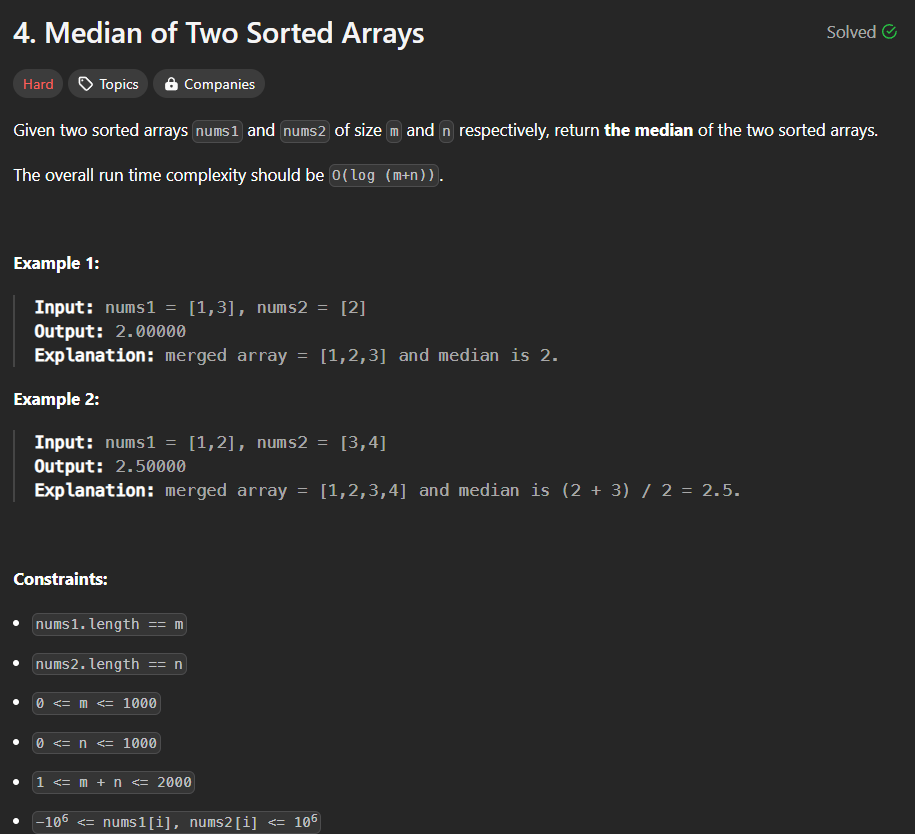 4. Median of Two Sorted Arrays
Solved
Hard
Topics
Companies
Given two sorted arrays nums1 and nums2 of size m and n respectively, return the median of the two sorted arrays.
The overall run time complexity should be O(log (m+n)).
Example 1:
Input: nums1 = [1,3], nums2 = [2]
Output: 2.00000
Explanation: merged array = [1,2,3] and median is 2.
Example 2:
Input: nums1 = [1,2], nums2 = [3,4]
Output: 2.50000
Explanation: merged array = [1,2,3,4] and median is (2 + 3) / 2 = 2.5.
Constraints:
• nums1.length == m
• nums2.length == n
• 0 <= m <= 1000
• 0 <= n <= 1000
• 1 <= m + n <= 2000
• -10⁶ <= nums1[i], nums2[i] <= 10⁶